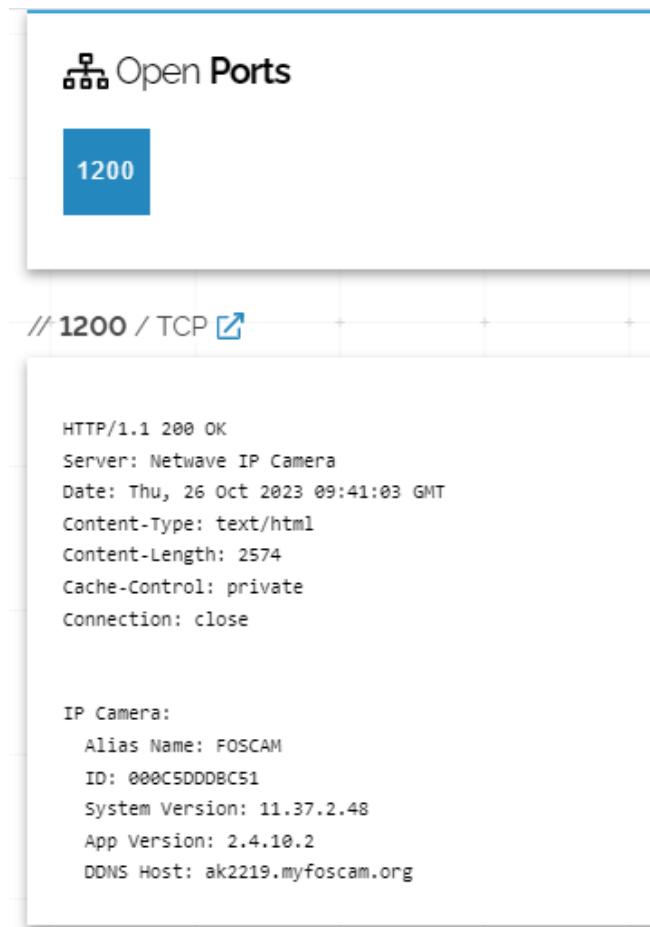 Open Ports
1200
// 1200 / TCP
HTTP/1.1 200 OK
Server: Netwave IP Camera
Date: Thu, 26 Oct 2023 09:41:03 GMT
Content-Type: text/html
Content-Length: 2574
Cache-Control: private
Connection: close
IP Camera:
Alias Name: FOSCAM
ID: 000C5DDDBC51
System Version: 11.37.2.48
App Version: 2.4.10.2
DDNS Host: ak2219.myfoscam.org